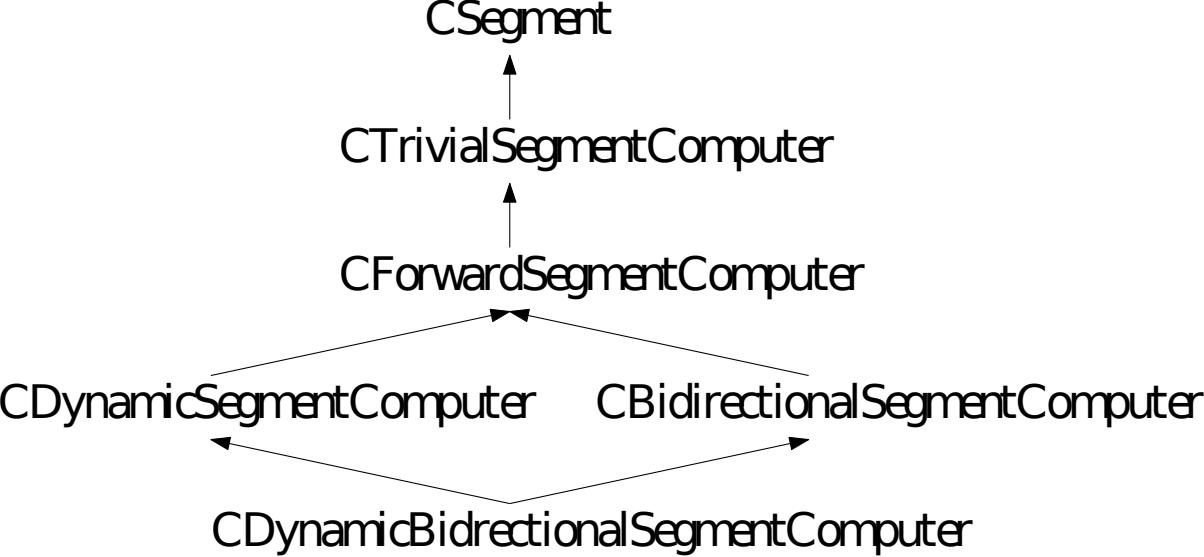 CSegment
CTrivialSegmentComputer
CForwardSegmentComputer
CDynamicSegmentComputer CBidirectionalSegmentComputer
CDynamicBidrectionalSegmentComputer